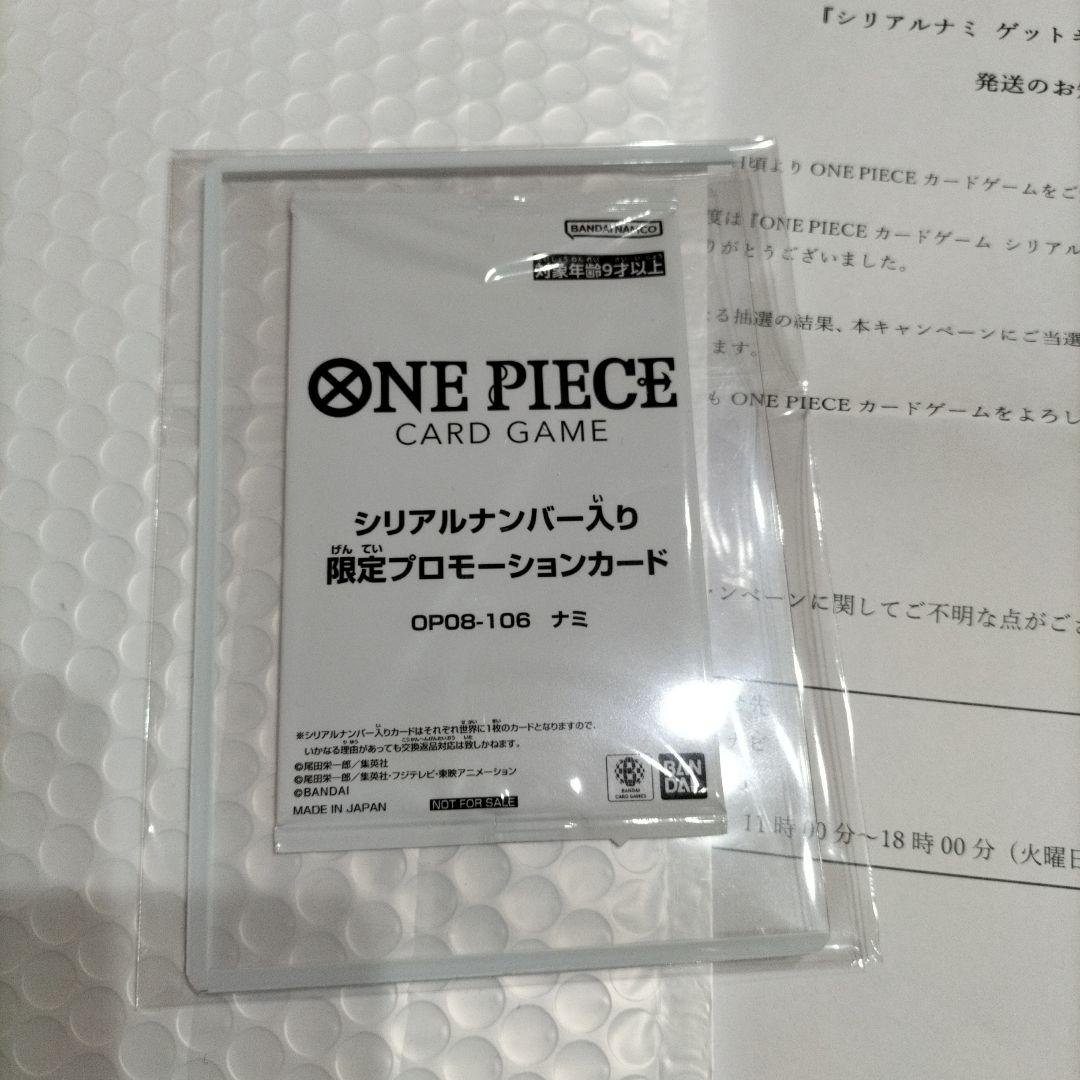 BANDAI NAMCO
対象年齢9才以上
ONE PIECE
CARD GAME
シリアルナンバー入り
限定プロモーションカード
OP08-106 ナミ
※シリアルナンバー入りカードはそれぞれ世界に1枚のカードとなりますので、
いかなる理由があっても交換返品対応は致しかねます。
©尾田栄一郎/集英社
©尾田栄一郎/集英社・フジテレビ・東映アニメーション
©BANDAI
MADE IN JAPAN
NOT FOR SALE
BANDAI
CARD GAMES
BANDAI
『シリアルナミ ゲット
発送のお
頃より ONE PIECE カードゲームをご
度は『ONE PIECE カードゲーム シリアル
りがとうございました。
る抽選の結果、本キャンペーンにご当選
ます。
も ONE PIECE カードゲームをよろし
ンペーンに関してご不明な点がござ
11時00分～18時00分(火曜日